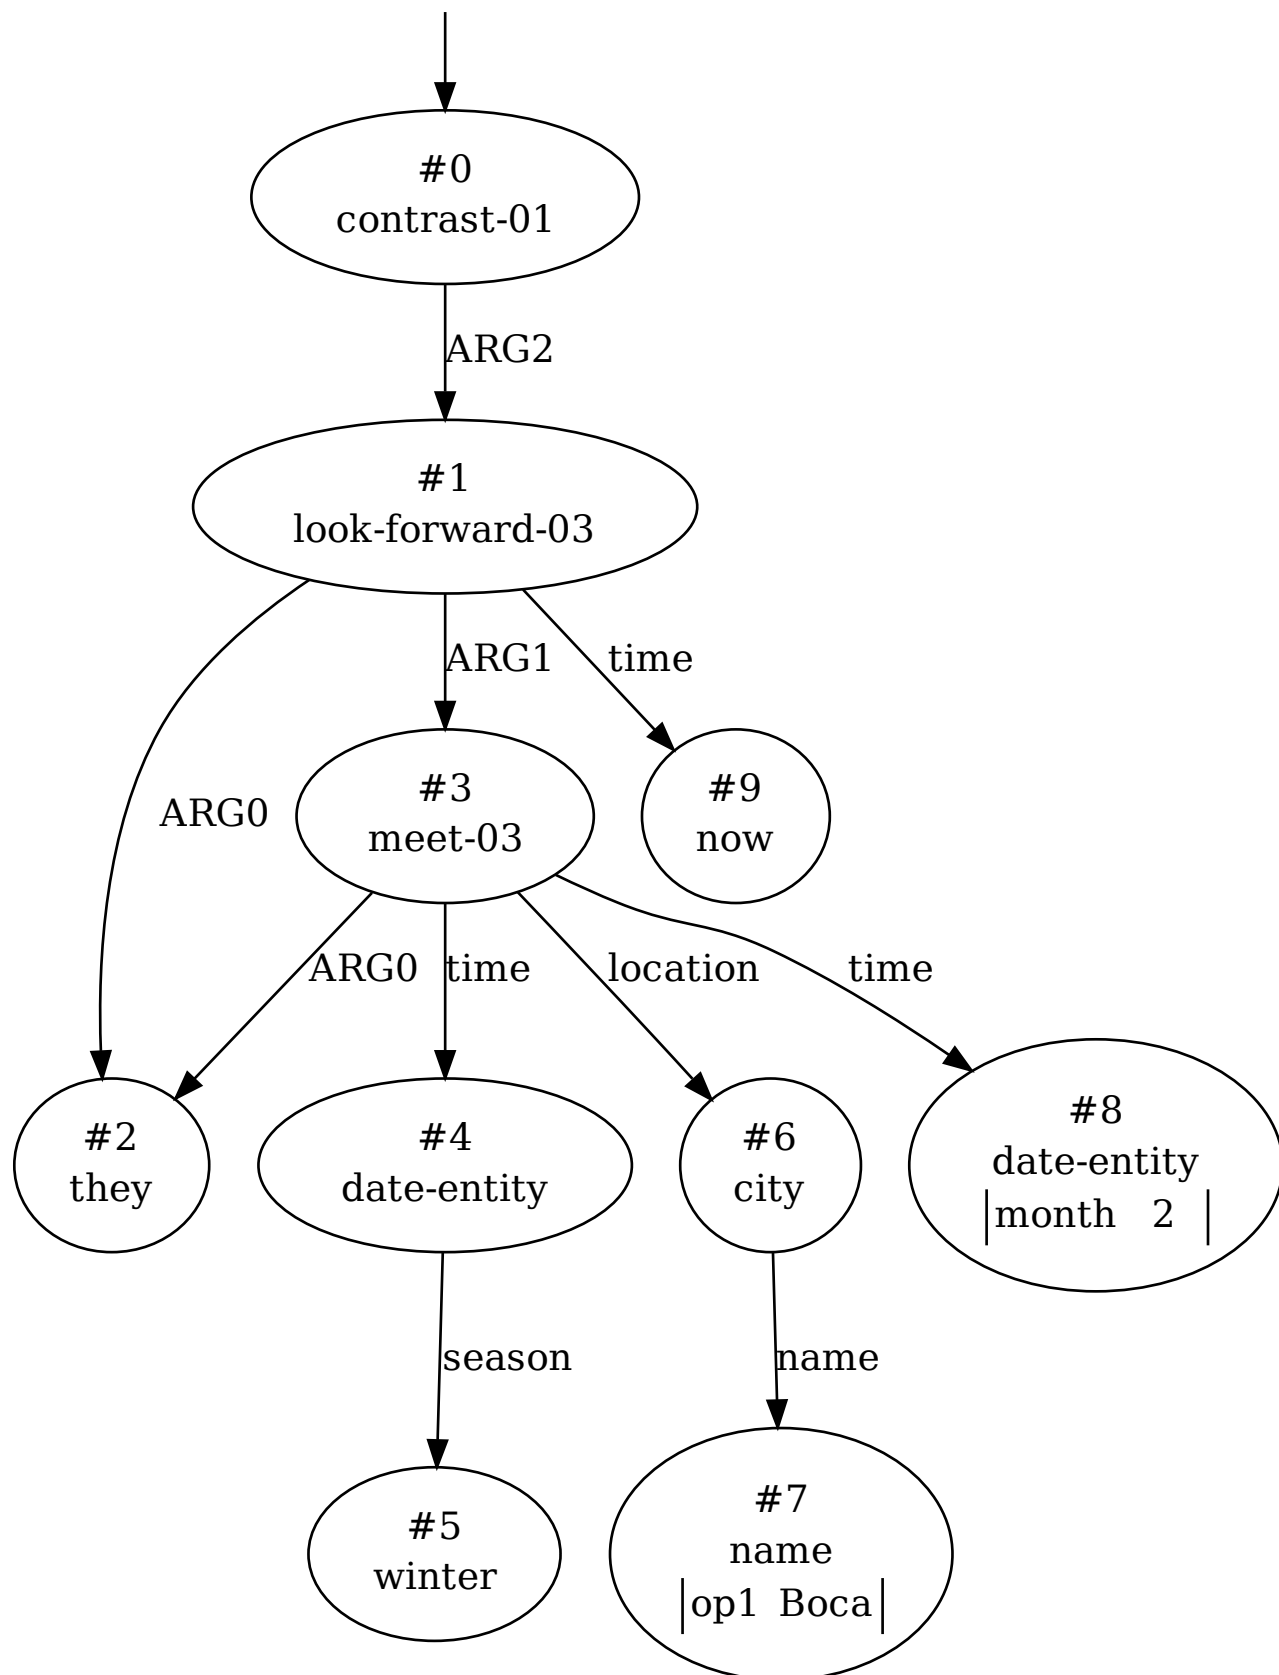 #0
contrast-01
ARG2
#1
look-forward-03
ARG1
time
ARG0
#3
meet-03
#9
now
ARG0
time
location
time
#2
they
#4
date-entity
#6
city
#8
date-entity
month 2
season
name
#5
winter
#7
name
op1 Boca